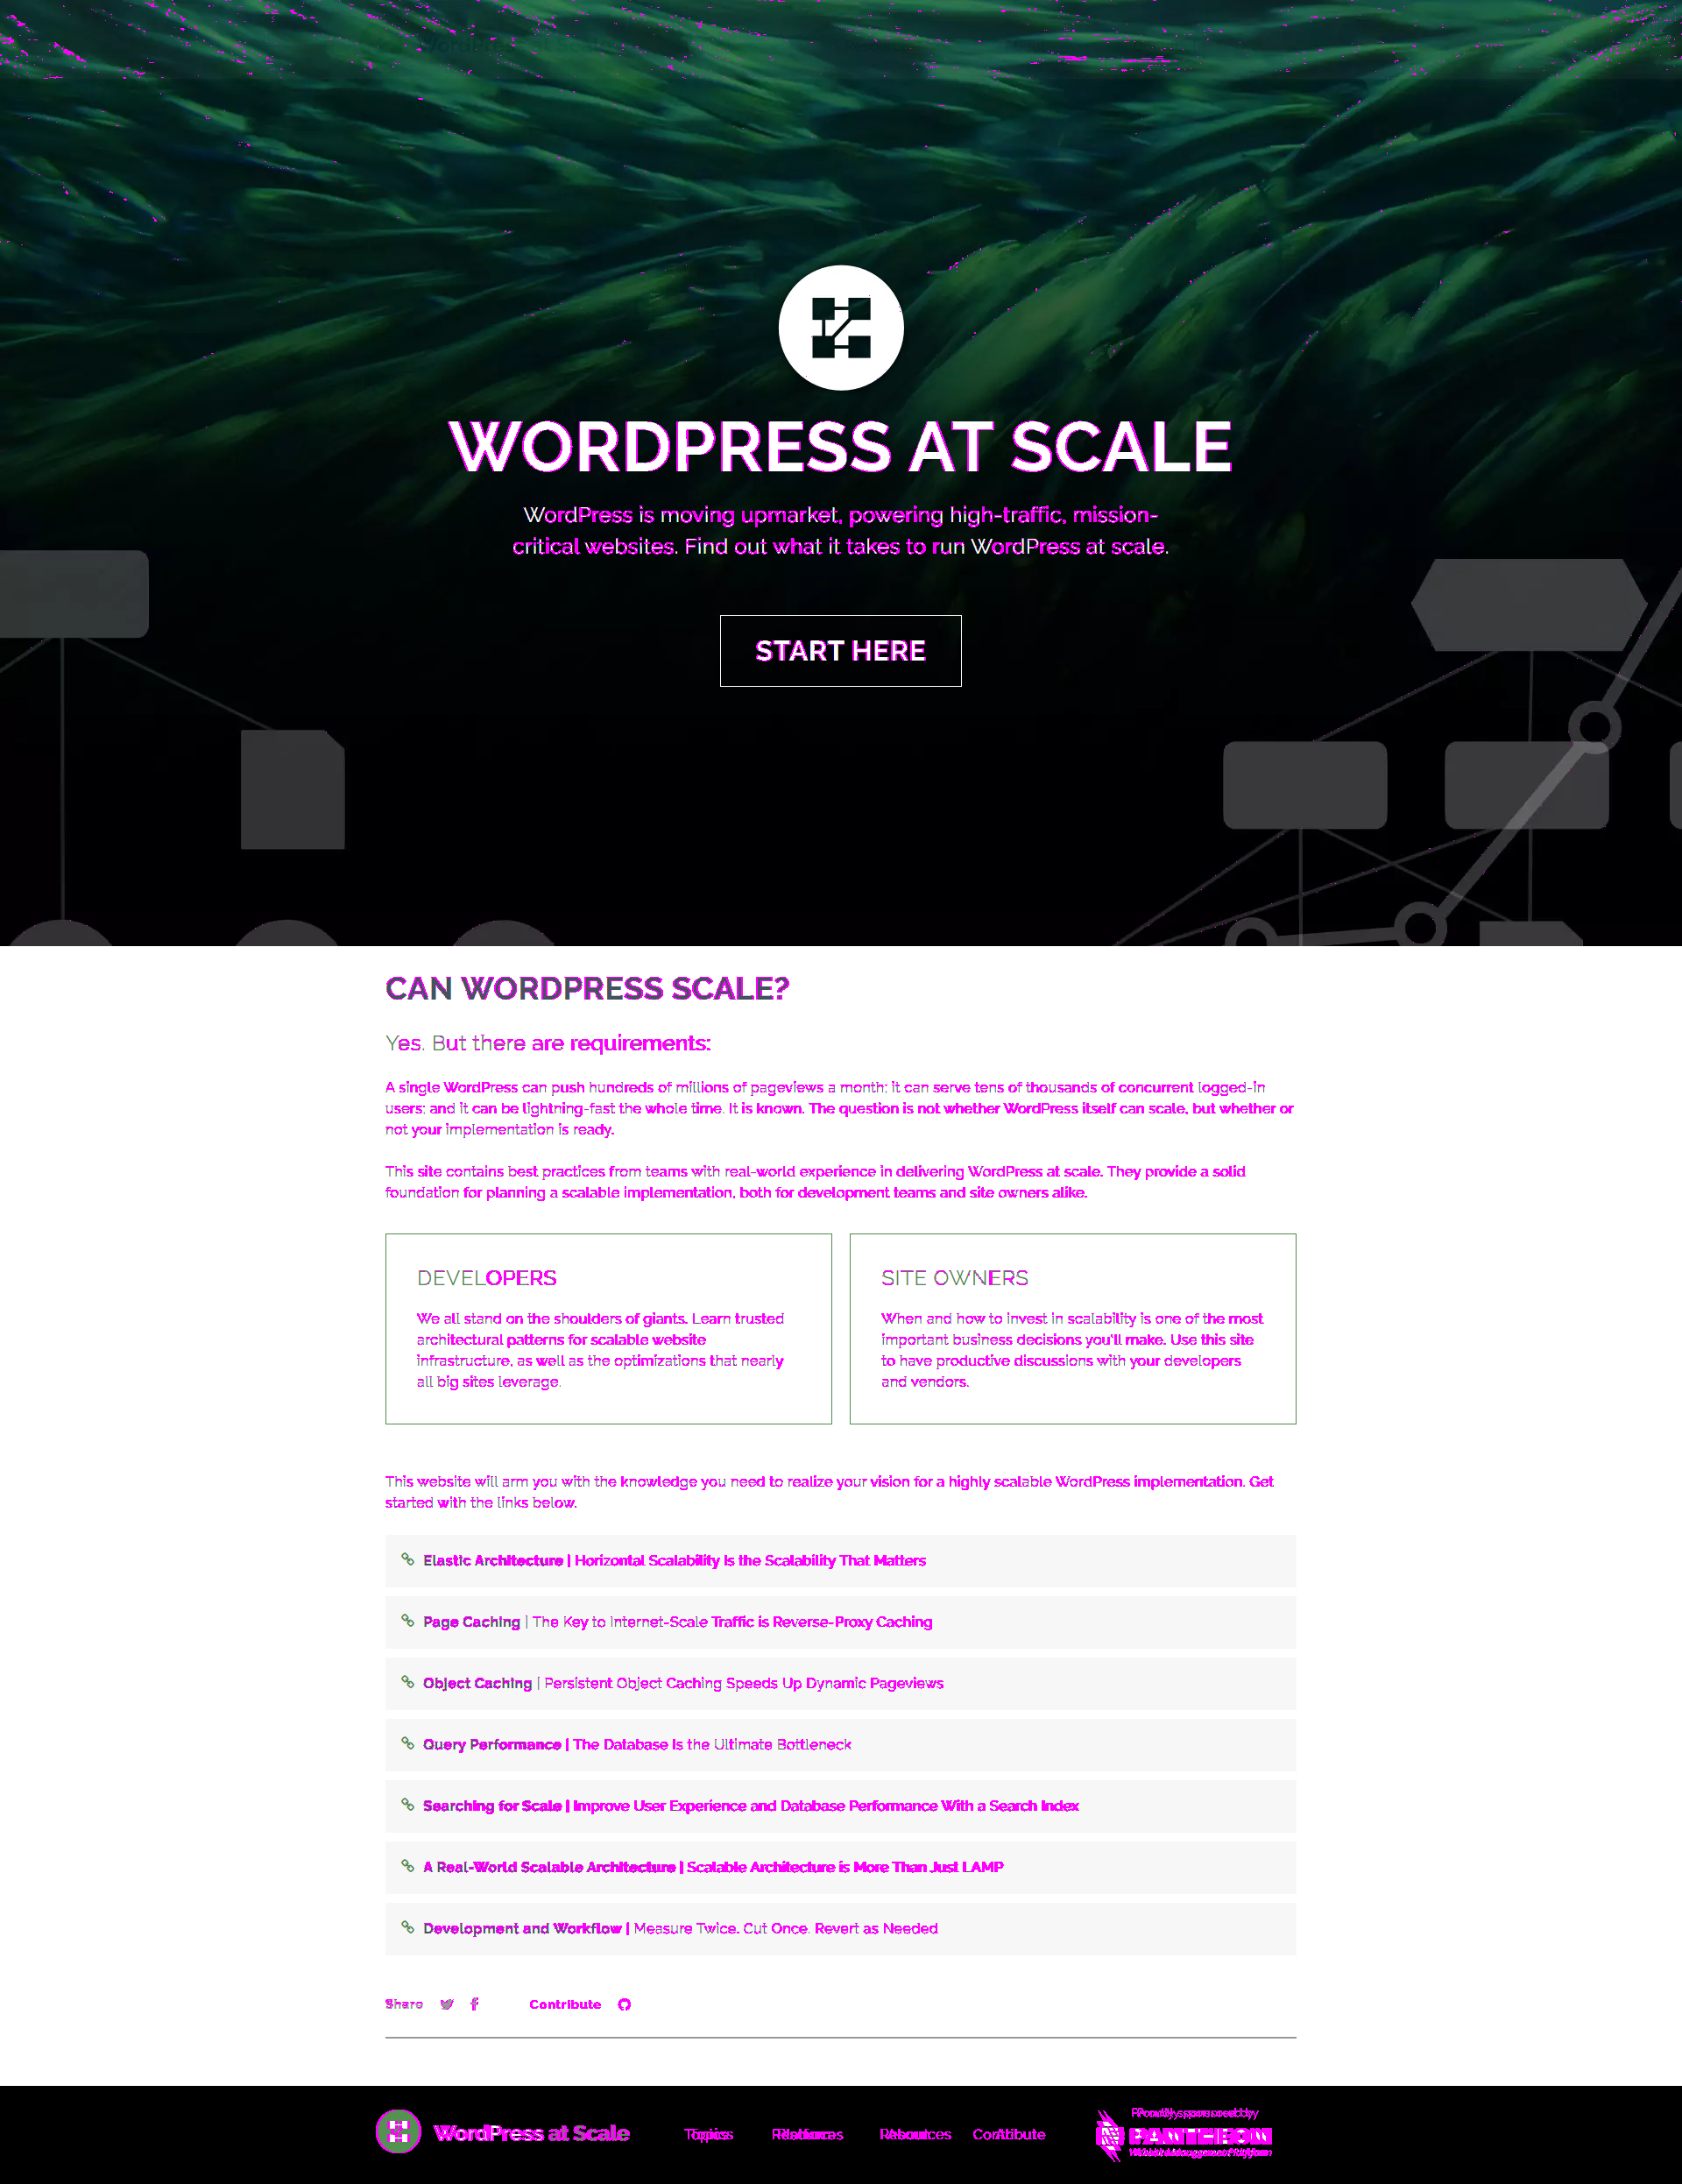 WordPress at Scale
WORDPRESS AT SCALE
WordPress is moving upmarket, powering high-traffic, mission-
critical websites. Find out what it takes to run WordPress at scale.
START HERE
CAN WORDPRESS SCALE?
Yes. But there are requirements:
A single WordPress can push hundreds of millions of pageviews a month; it can serve tens of thousands of concurrent logged-in
users; and it can be lightning-fast the whole time. It is known. The question is not whether WordPress itself can scale, but whether or
not your implementation is ready.
This site contains best practices from teams with real-world experience in delivering WordPress at scale. They provide a solid
foundation for planning a scalable implementation, both for development teams and site owners alike.
DEVELOPERS
We all stand on the shoulders of giants. Learn trusted
architectural patterns for scalable website
infrastructure, as well as the optimizations that nearly
all big sites leverage.
SITE OWNERS
When and how to invest in scalability is one of the most
important business decisions you'll make. Use this site
to have productive discussions with your developers
and vendors.
This website will arm you with the knowledge you need to realize your vision for a highly scalable WordPress implementation. Get
started with the links below.
Elastic Architecture | Horizontal Scalability Is the Scalability That Matters
Page Caching | The Key to Internet-Scale Traffic is Reverse-Proxy Caching
Object Caching | Persistent Object Caching Speeds Up Dynamic Pageviews
Query Performance | The Database Is the Ultimate Bottleneck
Searching for Scale | Improve User Experience and Database Performance With a Search Index
A Real-World Scalable Architecture | Scalable Architecture is More Than Just LAMP
Development and Workflow | Measure Twice. Cut Once. Revert as Needed
Share
Contribute
WordPress at Scale
Topics
Proudly sponsored by
PANTHEON
Website Management Platform